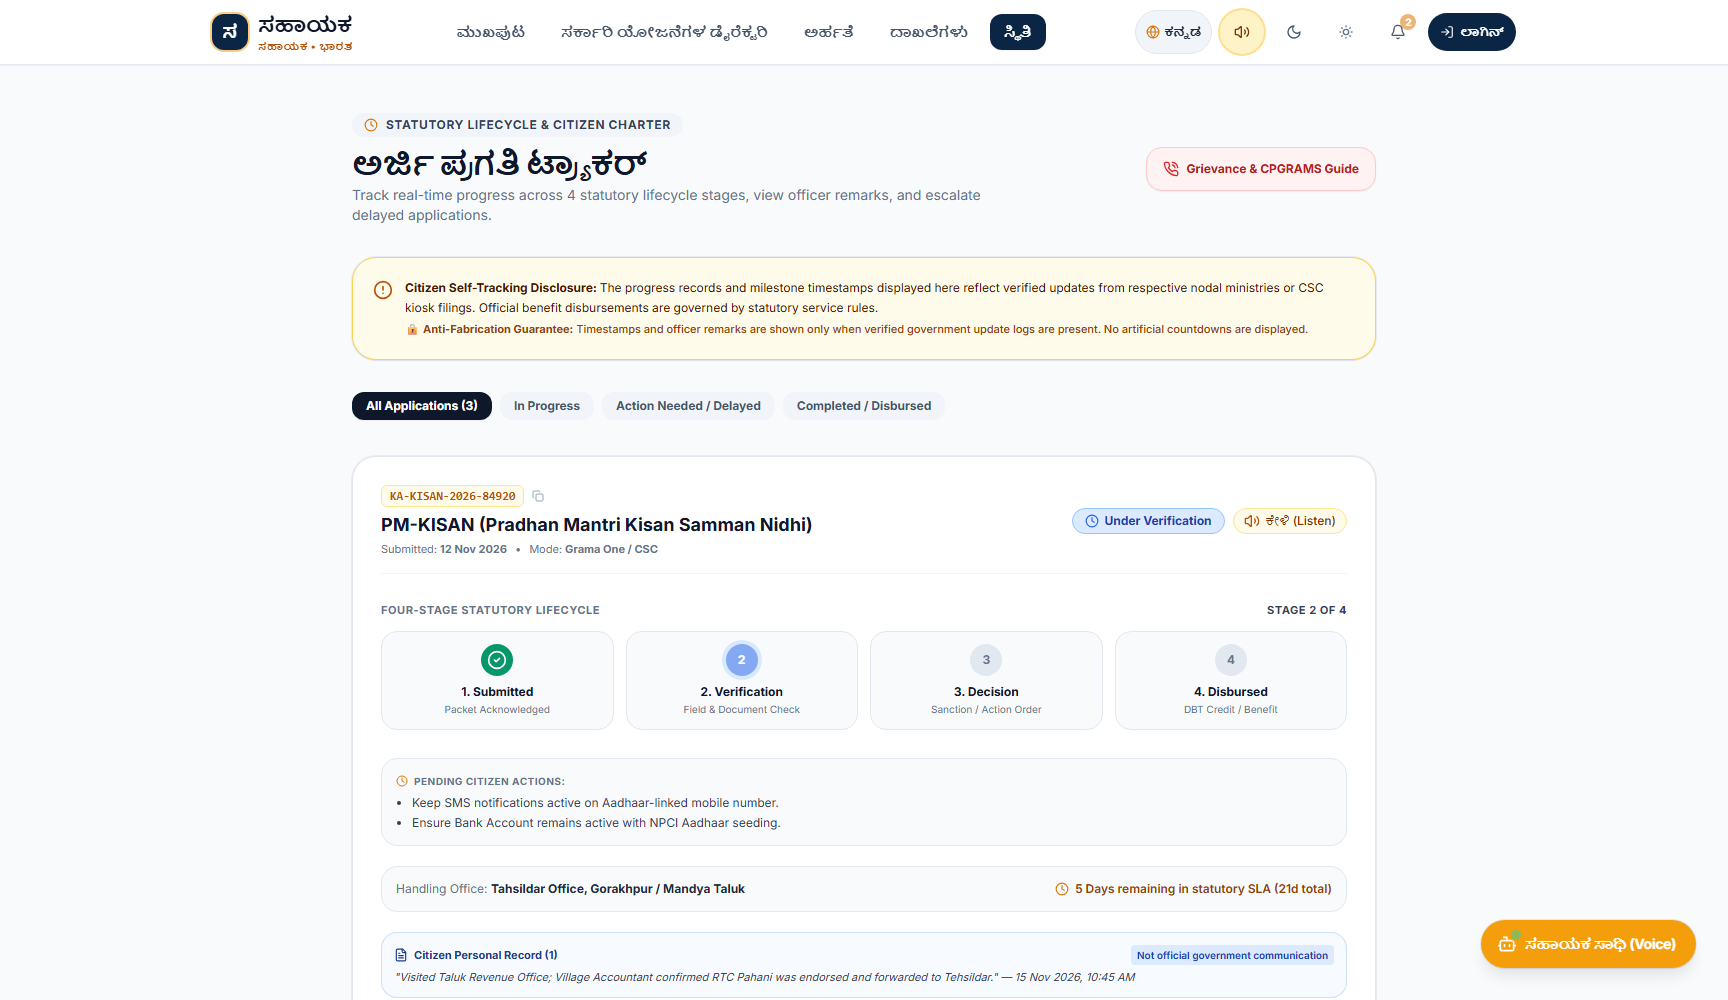 ಸ
ಸಹಾಯಕ
ಸಹಾಯಕ • ಭಾರತ
ಮುಖಪುಟ
ಸರ್ಕಾರಿ ಯೋಜನೆಗಳ ಡೈರೆಕ್ಟರಿ
ಅರ್ಹತೆ
ದಾಖಲೆಗಳು
ಸ್ಥಿತಿ
ಕನ್ನಡ
2
ಲಾಗಿನ್
STATUTORY LIFECYCLE & CITIZEN CHARTER
ಅರ್ಜಿ ಪ್ರಗತಿ ಟ್ರ್ಯಾಕರ್
Track real-time progress across 4 statutory lifecycle stages, view officer remarks, and escalate
delayed applications.
Grievance & CPGRAMS Guide
Citizen Self-Tracking Disclosure: The progress records and milestone timestamps displayed here reflect verified updates from respective nodal ministries or CSC
kiosk filings. Official benefit disbursements are governed by statutory service rules.
Anti-Fabrication Guarantee: Timestamps and officer remarks are shown only when verified government update logs are present. No artificial countdowns are displayed.
All Applications (3)
In Progress
Action Needed / Delayed
Completed / Disbursed
KA-KISAN-2026-84920
PM-KISAN (Pradhan Mantri Kisan Samman Nidhi)
Submitted: 12 Nov 2026 • Mode: Grama One / CSC
Under Verification
ಕೇಳಿ (Listen)
FOUR-STAGE STATUTORY LIFECYCLE
STAGE 2 OF 4
1. Submitted
Packet Acknowledged
2
2. Verification
Field & Document Check
3
3. Decision
Sanction / Action Order
4
4. Disbursed
DBT Credit / Benefit
PENDING CITIZEN ACTIONS:
• Keep SMS notifications active on Aadhaar-linked mobile number.
• Ensure Bank Account remains active with NPCI Aadhaar seeding.
Handling Office: Tahsildar Office, Gorakhpur / Mandya Taluk
5 Days remaining in statutory SLA (21d total)
Citizen Personal Record (1)
Not official government communication
"Visited Taluk Revenue Office; Village Accountant confirmed RTC Pahani was endorsed and forwarded to Tehsildar." — 15 Nov 2026, 10:45 AM
ಸಹಾಯಕ ಸಾಥಿ (Voice)